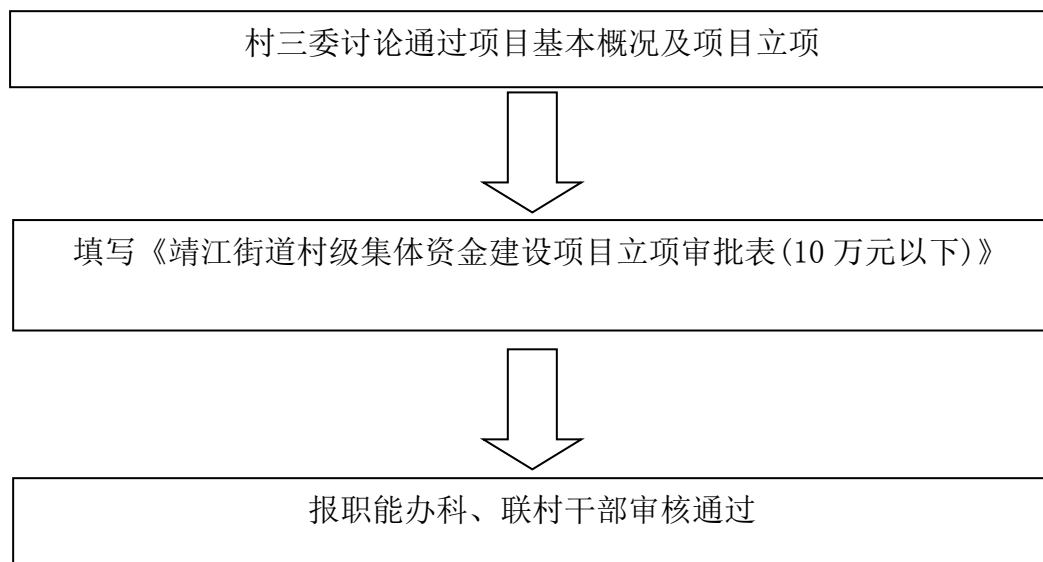 村三委讨论通过项目基本概况及项目立项
填写《靖江街道村级集体资金建设项目立项审批表(10 万元以下)》
报职能办科、联村干部审核通过